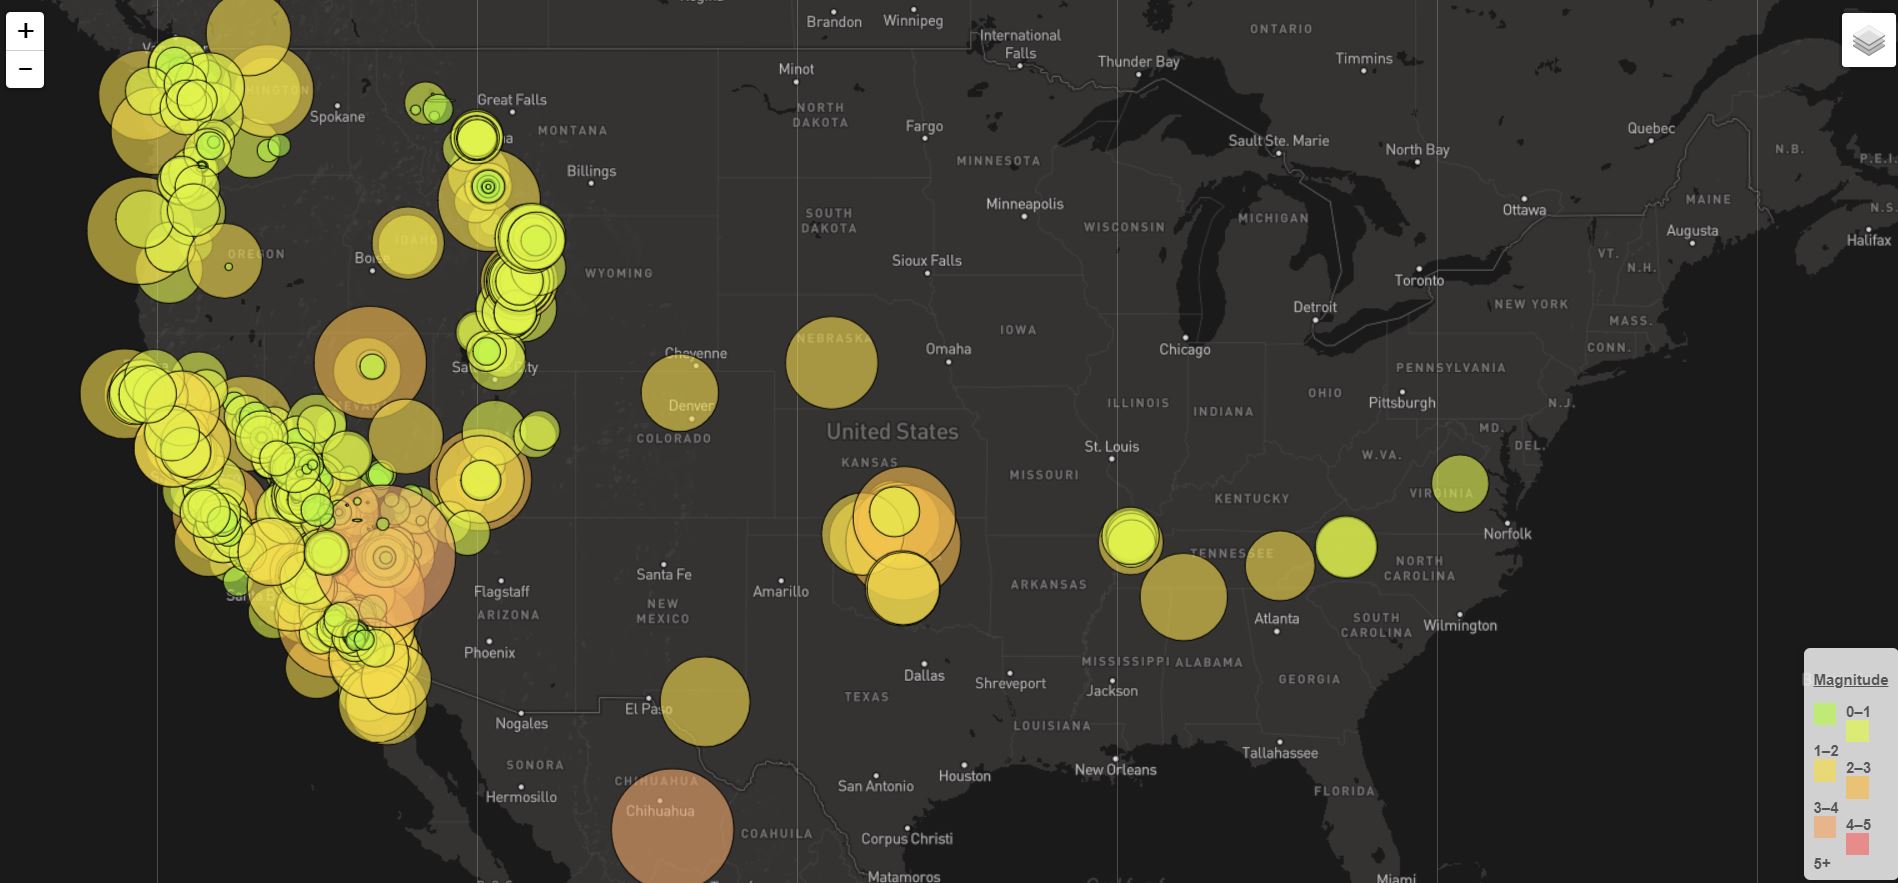 +
−
Brandon
Winnipeg
ONTARIO
International
Falls
Thunder Bay
Timmins
Minot
Great Falls
Spokane
NORTH
DAKOTA
MONTANA
Fargo
Quebec
Sault Ste. Marie
North Bay
N.B.
P.E.I.
MINNESOTA
Billings
Minneapolis
SOUTH
DAKOTA
WISCONSIN
MICHIGAN
Ottawa
MAINE
N.S.
Augusta
Halifax
IDAHO
OREGON
WYOMING
Sioux Falls
VT.
N.H.
Toronto
NEW YORK
Detroit
MASS.
IOWA
NEBRASKA
Cheyenne
Omaha
Chicago
CONN.
PENNSYLVANIA
Denver
COLORADO
ILLINOIS
INDIANA
OHIO
Pittsburgh
N.J.
United States
MD.
DEL.
St. Louis
W.VA.
KANSAS
MISSOURI
KENTUCKY
VIRGINIA
Norfolk
TENNESSEE
NORTH
CAROLINA
Santa Fe
Flagstaff
Amarillo
ARKANSAS
ARIZONA
NEW
MEXICO
Atlanta
SOUTH
CAROLINA
Wilmington
Phoenix
MISSISSIPPI
ALABAMA
Dallas
Shreveport
Jackson
GEORGIA
TEXAS
El Paso
Nogales
LOUISIANA
Tallahassee
SONORA
CHIHUAHUA
Houston
New Orleans
Hermosillo
San Antonio
FLORIDA
Chihuahua
COAHUILA
Corpus Christi
Matamoros
Miami
Magnitude
0–1
1–2
2–3
3–4
4–5
5+